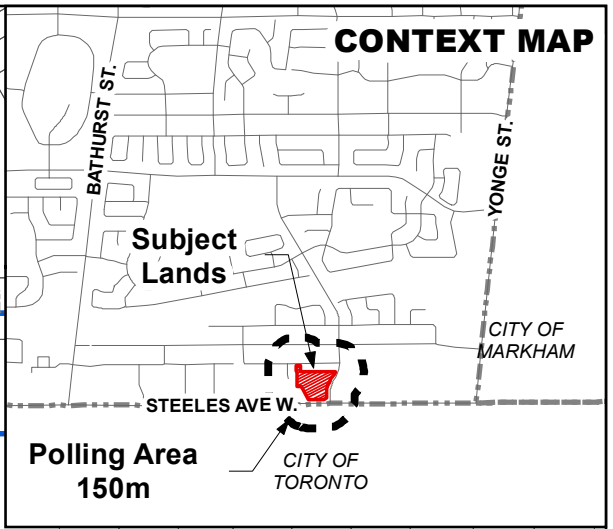 CONTEXT MAP
BATHURST ST.
YONGE ST.
Subject
Lands
CITY OF
MARKHAM
STEELES AVE W.
Polling Area
150m
CITY OF
TORONTO